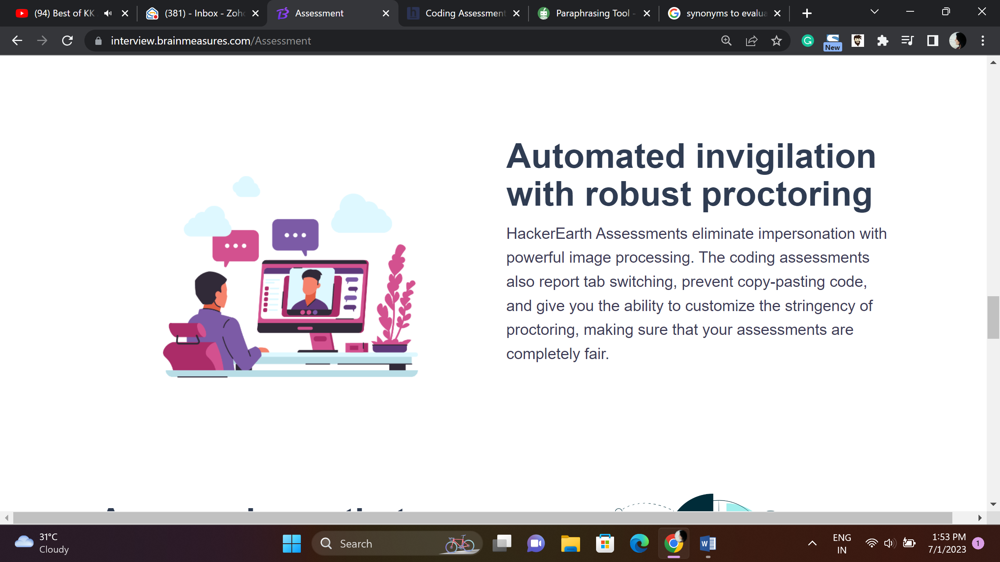 (94) Best of KK
(381) - Inbox - Zoho
Assessment
Coding Assessment
Paraphrasing Tool -
synonyms to evalua
interview.brainmeasures.com/Assessment
New
Automated invigilation
with robust proctoring
HackerEarth Assessments eliminate impersonation with
powerful image processing. The coding assessments
also report tab switching, prevent copy-pasting code,
and give you the ability to customize the stringency of
proctoring, making sure that your assessments are
completely fair.
31°C
Cloudy
Search
ENG
IN
1:53 PM
7/1/2023
1